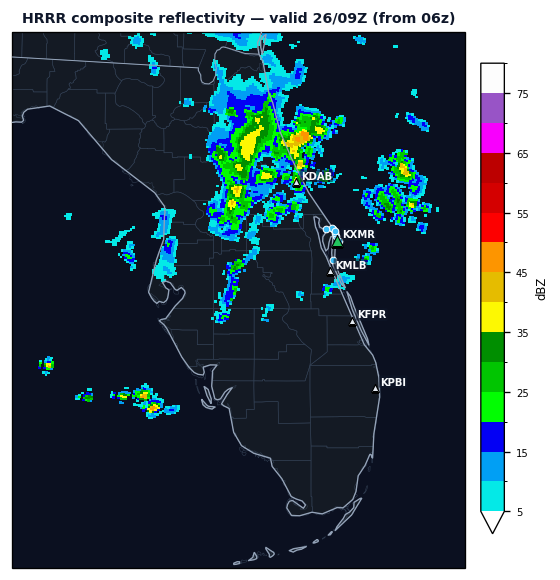 HRRR composite reflectivity — valid 26/09Z (from 06z)
KDAB
KXMR
KMLB
KFPR
KPBI
75
65
55
45
35
25
15
5
dBZ